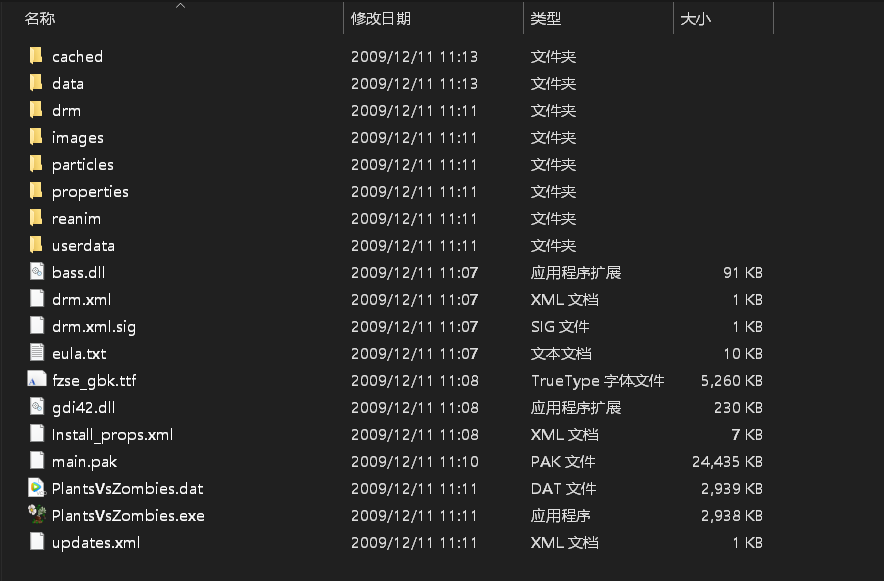 名称 修改日期 类型 大小
cached 2009/12/11 11:13 文件夹
data 2009/12/11 11:13 文件夹
drm 2009/12/11 11:11 文件夹
images 2009/12/11 11:11 文件夹
particles 2009/12/11 11:11 文件夹
properties 2009/12/11 11:11 文件夹
reanim 2009/12/11 11:11 文件夹
userdata 2009/12/11 11:11 文件夹
bass.dll 2009/12/11 11:07 应用程序扩展 91 KB
drm.xml 2009/12/11 11:07 XML 文档 1 KB
drm.xml.sig 2009/12/11 11:07 SIG 文件 1 KB
eula.txt 2009/12/11 11:07 文本文档 10 KB
fzse_gbk.ttf 2009/12/11 11:08 TrueType 字体文件 5,260 KB
gdi42.dll 2009/12/11 11:08 应用程序扩展 230 KB
Install_props.xml 2009/12/11 11:08 XML 文档 7 KB
main.pak 2009/12/11 11:10 PAK 文件 24,435 KB
PlantsVsZombies.dat 2009/12/11 11:11 DAT 文件 2,939 KB
PlantsVsZombies.exe 2009/12/11 11:11 应用程序 2,938 KB
updates.xml 2009/12/11 11:11 XML 文档 1 KB